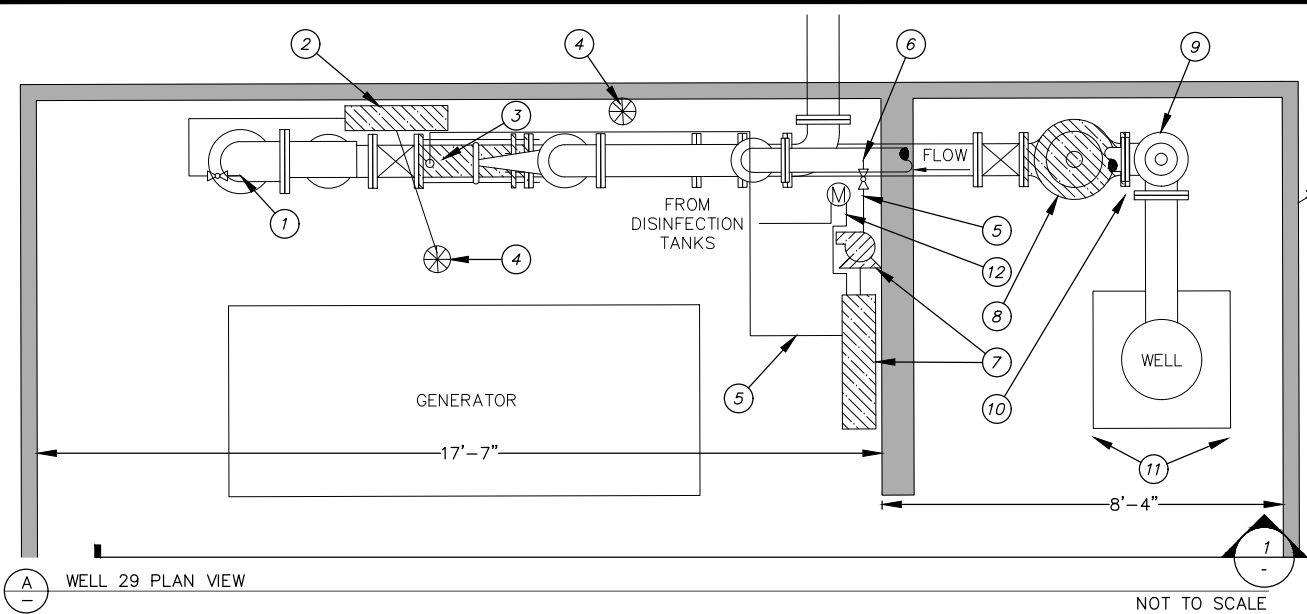 2
4
6
9
3
FLOW
1
FROM
DISINFECTION
TANKS
M
5
4
12
8
7
WELL
GENERATOR
5
10
17'-7"
11
8'-4"
1
-
A
-
WELL 29 PLAN VIEW
NOT TO SCALE